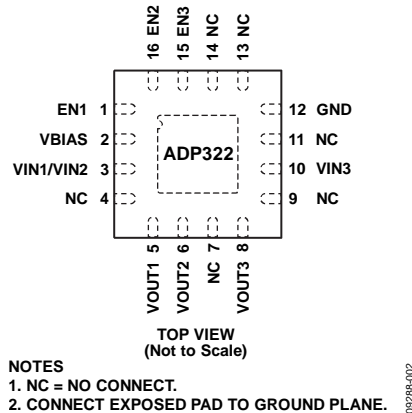 16 EN2
15 EN3
14 NC
13 NC
EN1 1
VBIAS 2
VIN1/VIN2 3
NC 4
ADP322
12 GND
11 NC
10 VIN3
9 NC
VOUT1 5
VOUT2 6
NC 7
VOUT3 8
TOP VIEW
(Not to Scale)
NOTES
1. NC = NO CONNECT.
2. CONNECT EXPOSED PAD TO GROUND PLANE.
09288-002